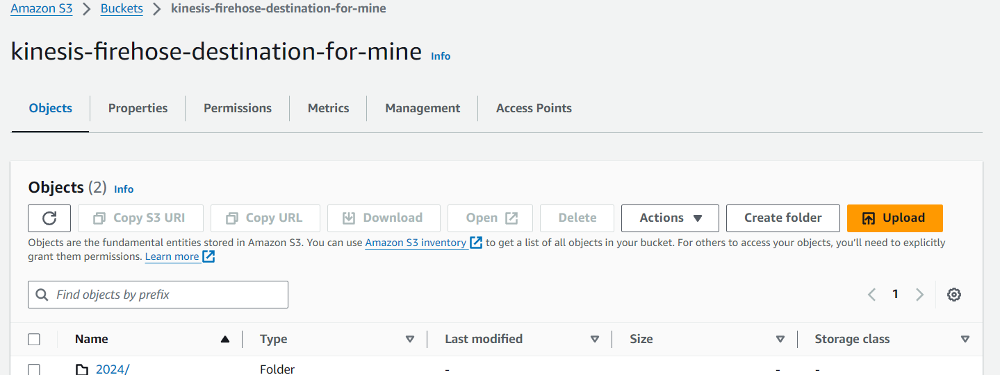 Amazon S3 > Buckets > kinesis-firehose-destination-for-mine
kinesis-firehose-destination-for-mine Info
Objects Properties Permissions Metrics Management Access Points
Objects (2) Info
Copy S3 URI Copy URL Download Open Delete Actions Create folder Upload
Objects are the fundamental entities stored in Amazon S3. You can use Amazon S3 inventory to get a list of all objects in your bucket. For others to access your objects, you’ll need to explicitly
grant them permissions. Learn more
Find objects by prefix 1
Name Type Last modified Size Storage class
2024/ Folder - - -